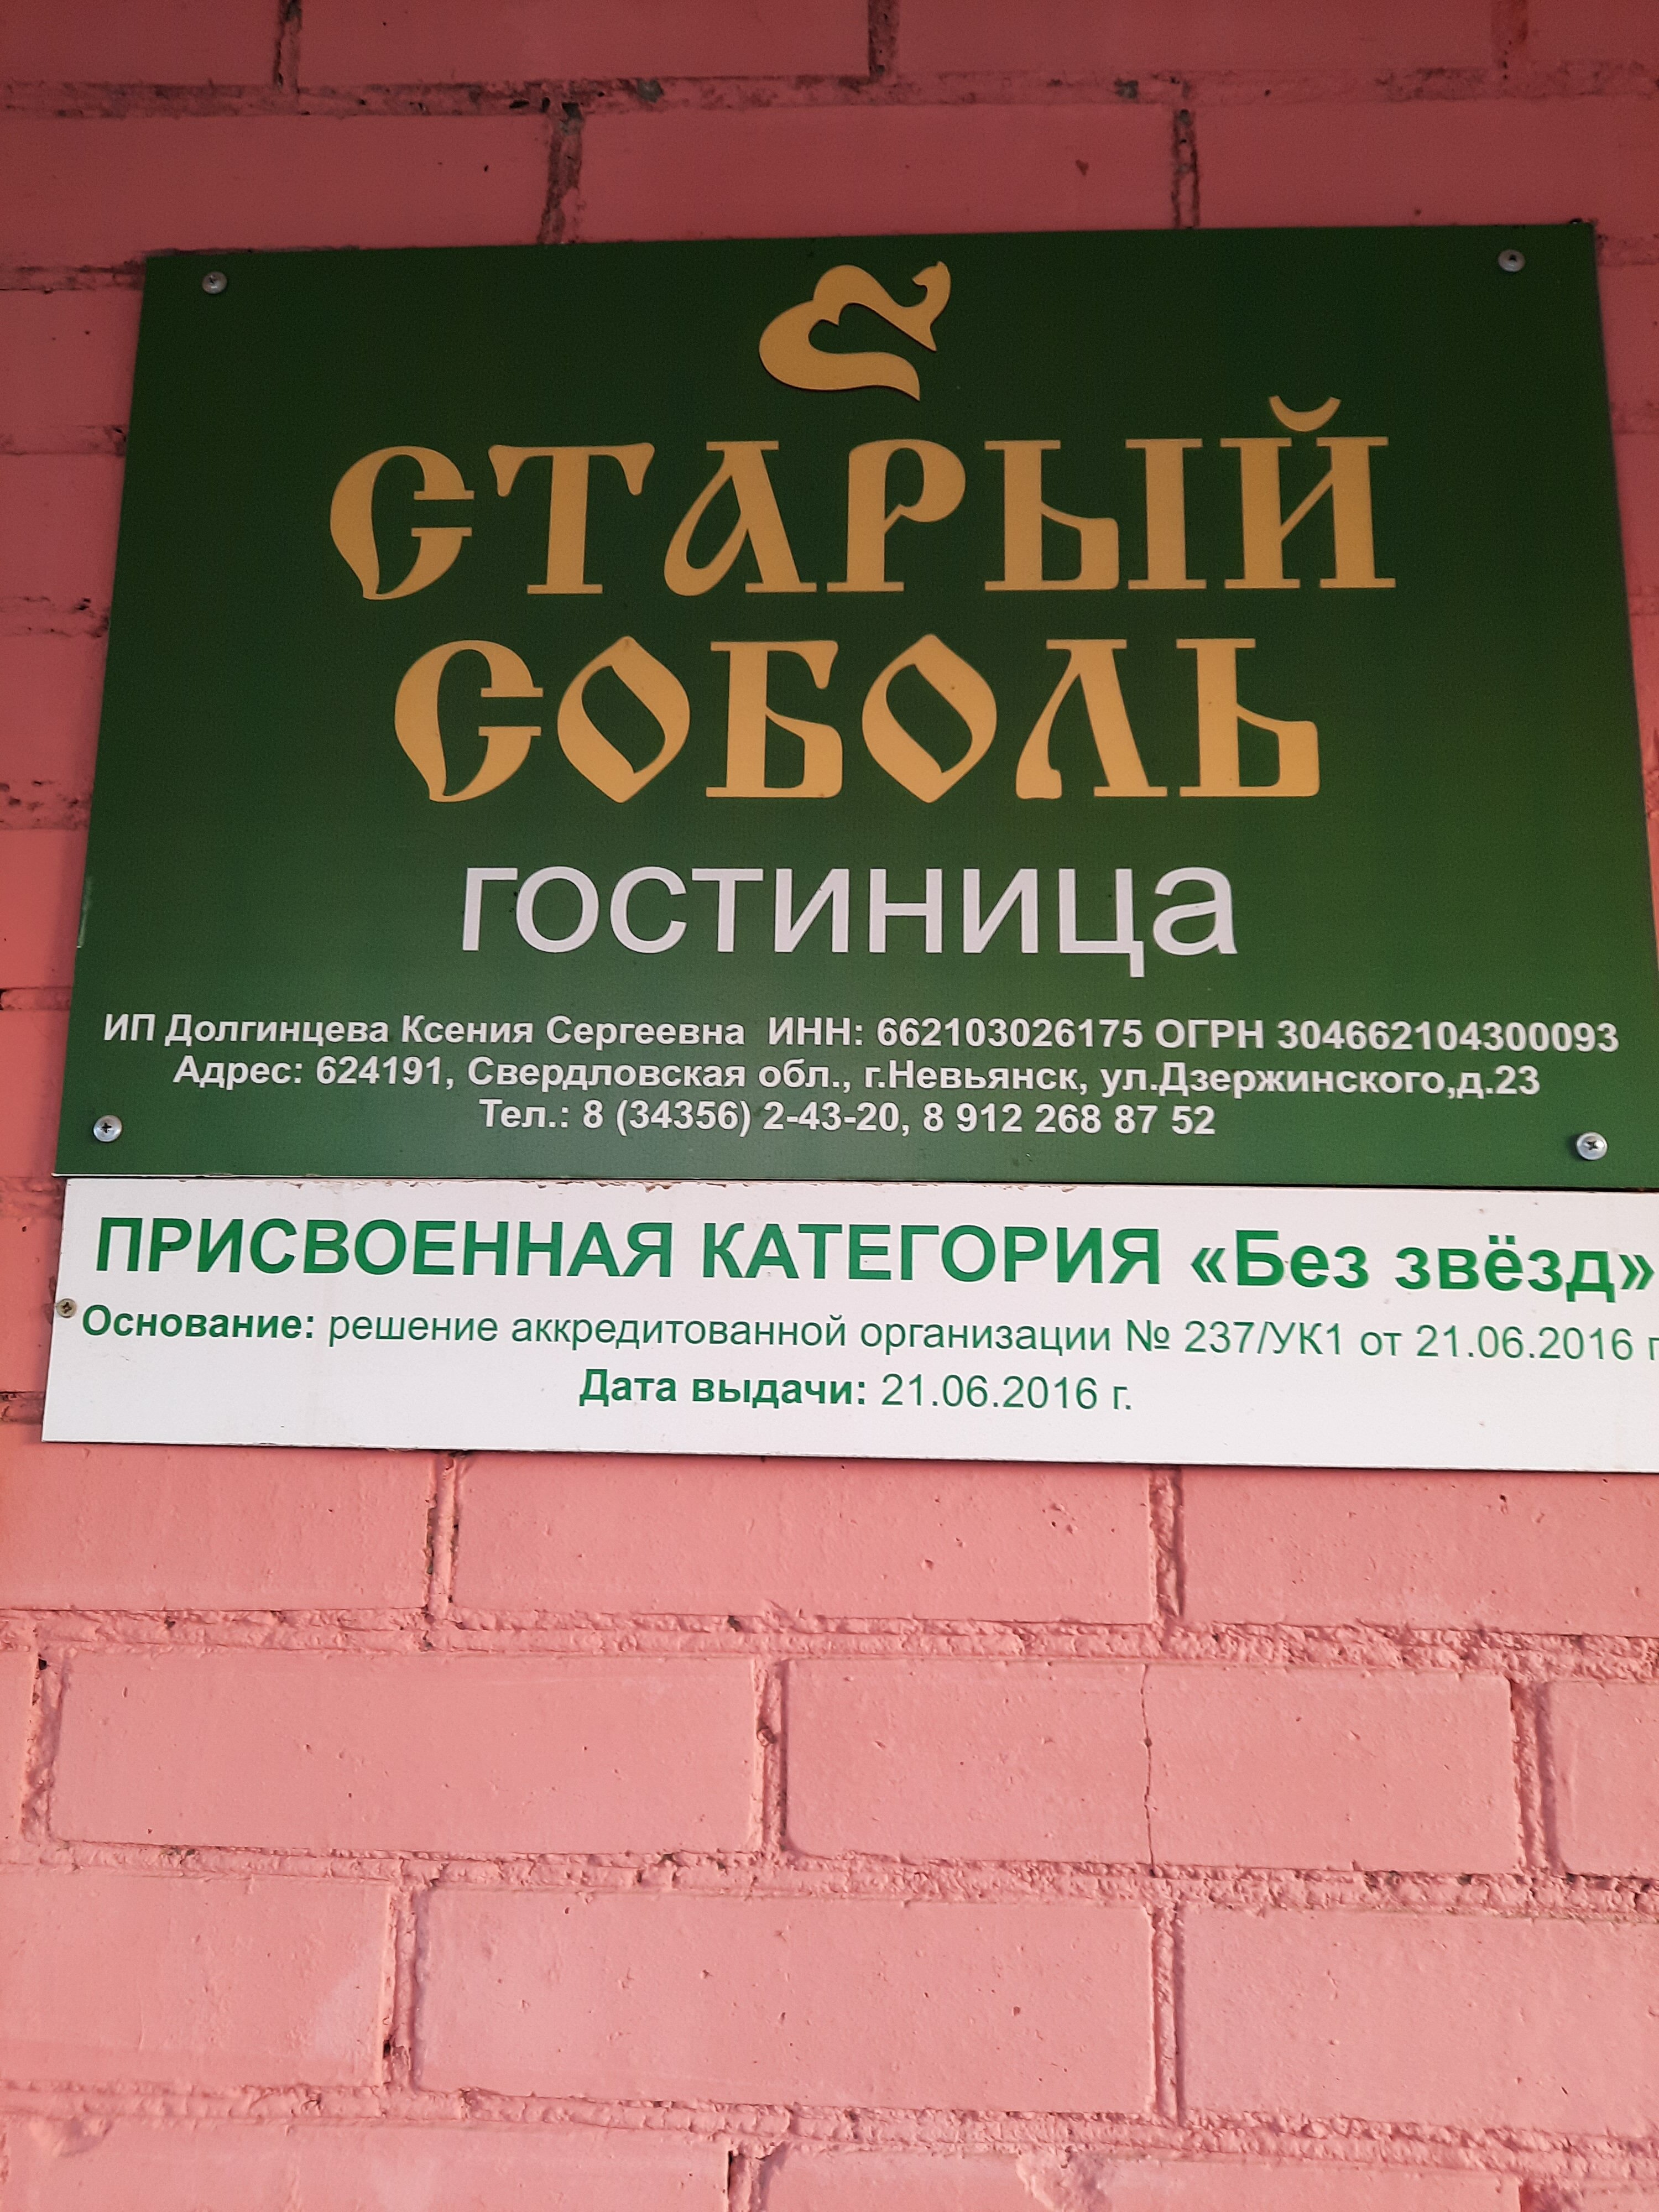 СТАРЫЙ
СОБОЛЬ
гостиница
ИП Долгинцева Ксения Сергеевна ИНН: 662103026175 ОГРН 304662104300093
Адрес: 624191, Свердловская обл., г.Невьянск, ул.Дзержинского,д.23
Тел.: 8 (34356) 2-43-20, 8 912 268 87 52
ПРИСВОЕННАЯ КАТЕГОРИЯ «Без звёзд»
Основание: решение аккредитованной организации № 237/УК1 от 21.06.2016 г
Дата выдачи: 21.06.2016 г.